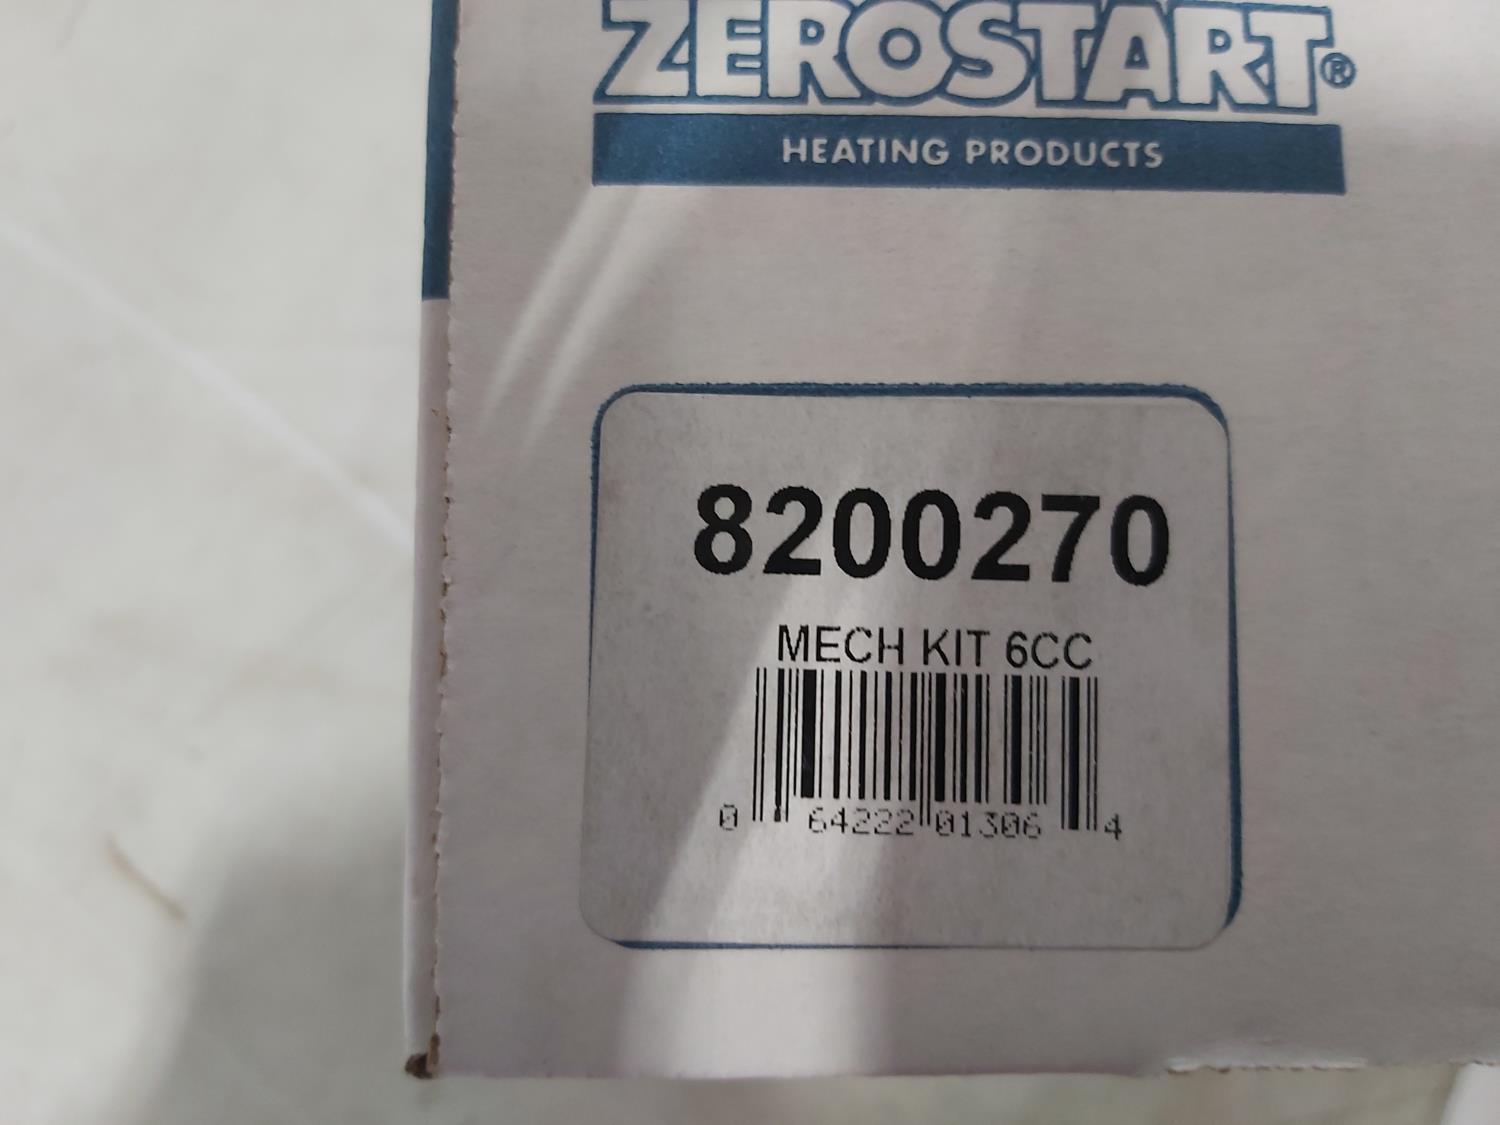 ZEROSTART®
HEATING PRODUCTS
8200270
MECH KIT 6CC
0 64222 01306 4